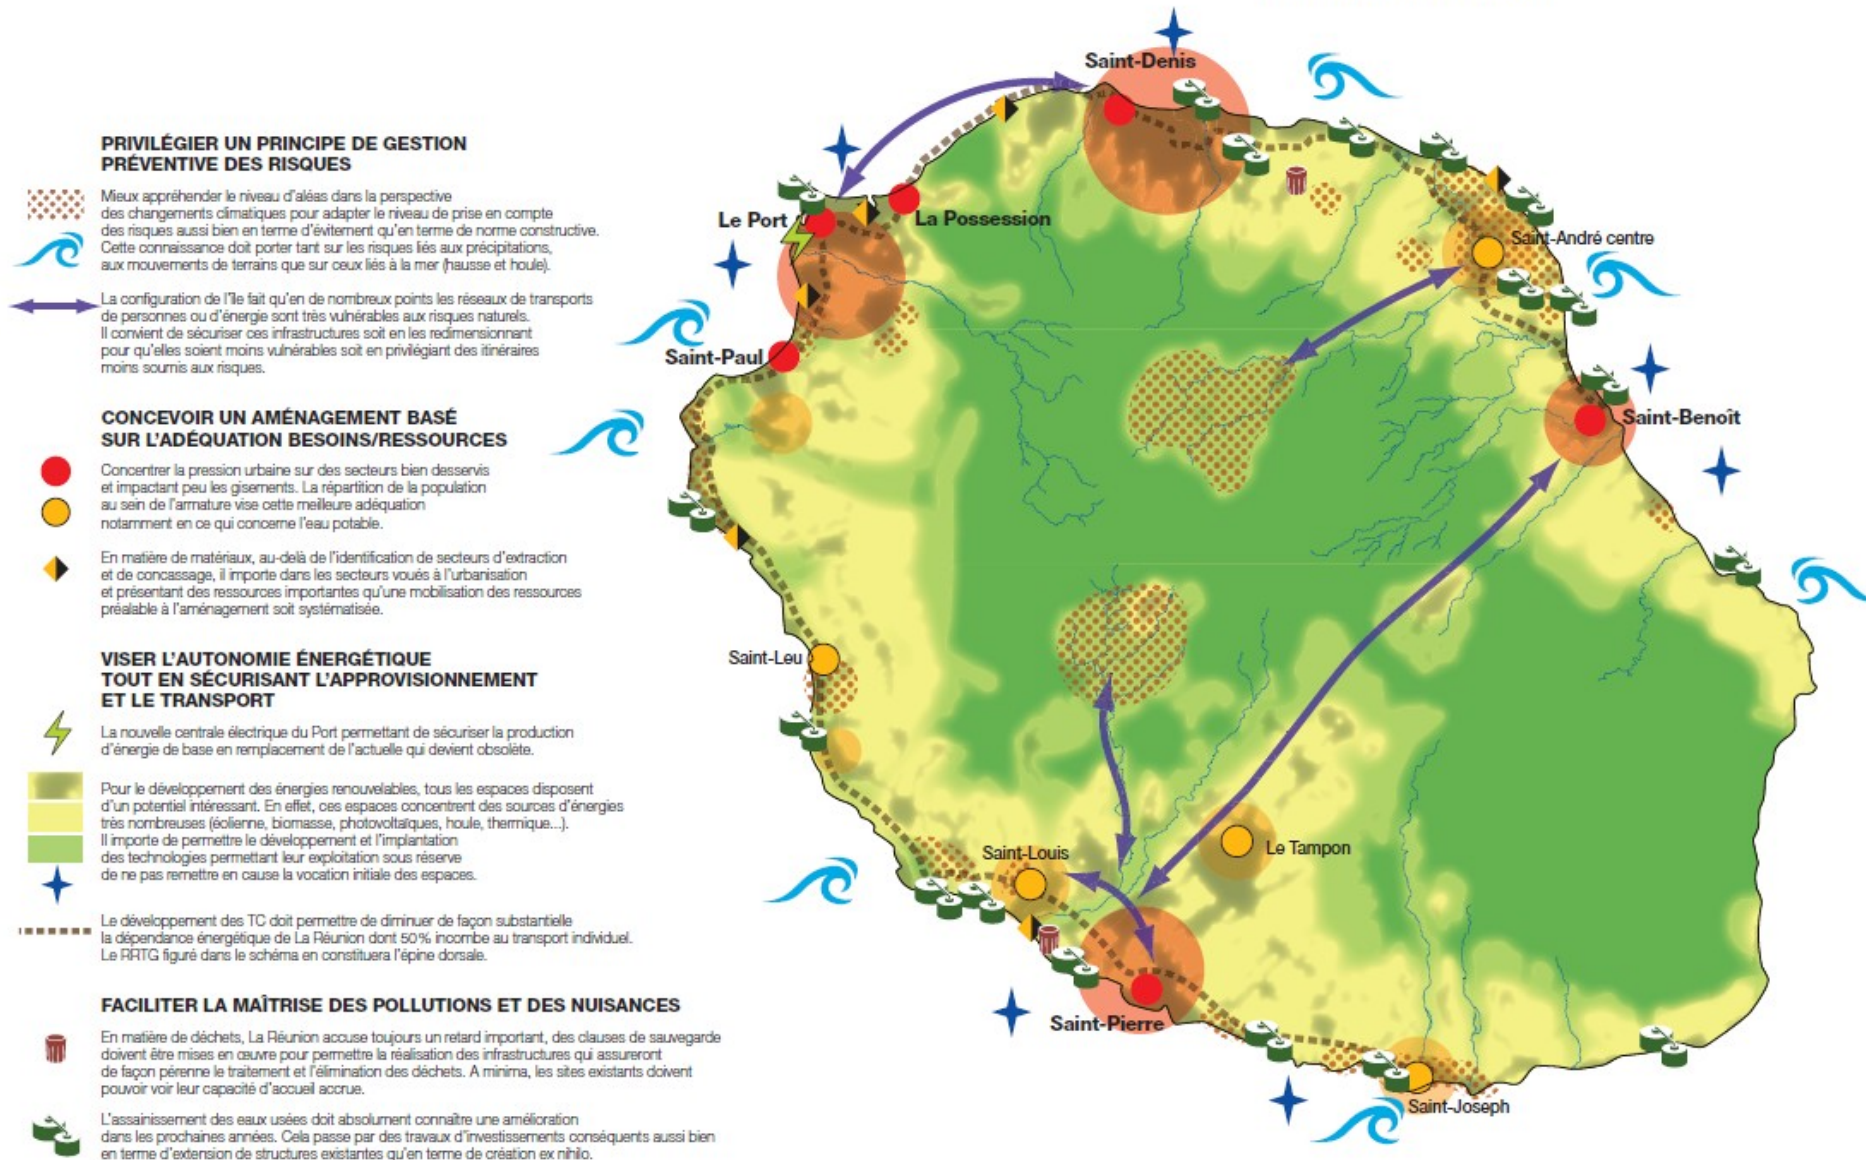 PRIVILÉGIER UN PRINCIPE DE GESTION
PRÉVENTIVE DES RISQUES
Mieux appréhender le niveau d'aléas dans la perspective
des changements climatiques pour adapter le niveau de prise en compte
des risques aussi bien en terme d'évitement qu'en terme de norme constructive.
Cette connaissance doit porter tant sur les risques liés aux précipitations,
aux mouvements de terrains que sur ceux liés à la mer (hausse et houle).
La configuration de l'île fait qu'en de nombreux points les réseaux de transports
de personnes ou d'énergie sont très vulnérables aux risques naturels.
Il convient de sécuriser ces infrastructures soit en les redimensionnant
pour qu'elles soient moins vulnérables soit en privilégiant des itinéraires
moins soumis aux risques.
CONCEVOIR UN AMÉNAGEMENT BASÉ
SUR L'ADÉQUATION BESOINS/RESSOURCES
Concentrer la pression urbaine sur des secteurs bien desservis
et impactant peu les gisements. La répartition de la population
au sein de l'armature vise cette meilleure adéquation
notamment en ce qui concerne l'eau potable.
En matière de matériaux, au-delà de l'identification de secteurs d'extraction
et de concassage, il importe dans les secteurs voués à l'urbanisation
et présentant des ressources importantes qu'une mobilisation des ressources
préalable à l'aménagement soit systématisée.
VISER L'AUTONOMIE ÉNERGÉTIQUE
TOUT EN SÉCURISANT L'APPROVISIONNEMENT
ET LE TRANSPORT
La nouvelle centrale électrique du Port permettant de sécuriser la production
d'énergie de base en remplacement de l'actuelle qui devient obsolète.
Pour le développement des énergies renouvelables, tous les espaces disposent
d'un potentiel intéressant. En effet, ces espaces concentrent des sources d'énergies
très nombreuses (éolienne, biomasse, photovoltaïques, houle, thermique...).
Il importe de permettre le développement et l'implantation
des technologies permettant leur exploitation sous réserve
de ne pas remettre en cause la vocation initiale des espaces.
Le développement des TC doit permettre de diminuer de façon substantielle
la dépendance énergétique de La Réunion dont 50% incombe au transport individuel.
Le RRTG figuré dans le schéma en constituera l'épine dorsale.
FACILITER LA MAÎTRISE DES POLLUTIONS ET DES NUISANCES
En matière de déchets, La Réunion accuse toujours un retard important, des clauses de sauvegarde
doivent être mises en œuvre pour permettre la réalisation des infrastructures qui assureront
de façon pérenne le traitement et l'élimination des déchets. A minima, les sites existants doivent
pouvoir voir leur capacité d'accueil accrue.
L'assainissement des eaux usées doit absolument connaître une amélioration
dans les prochaines années. Cela passe par des travaux d'investissements conséquents aussi bien
en terme d'extension de structures existantes qu'en terme de création ex nihilo.
Saint-Denis
Le Port
La Possession
Saint-André centre
Saint-Paul
Saint-Benoît
Saint-Leu
Saint-Louis
Le Tampon
Saint-Pierre
Saint-Joseph